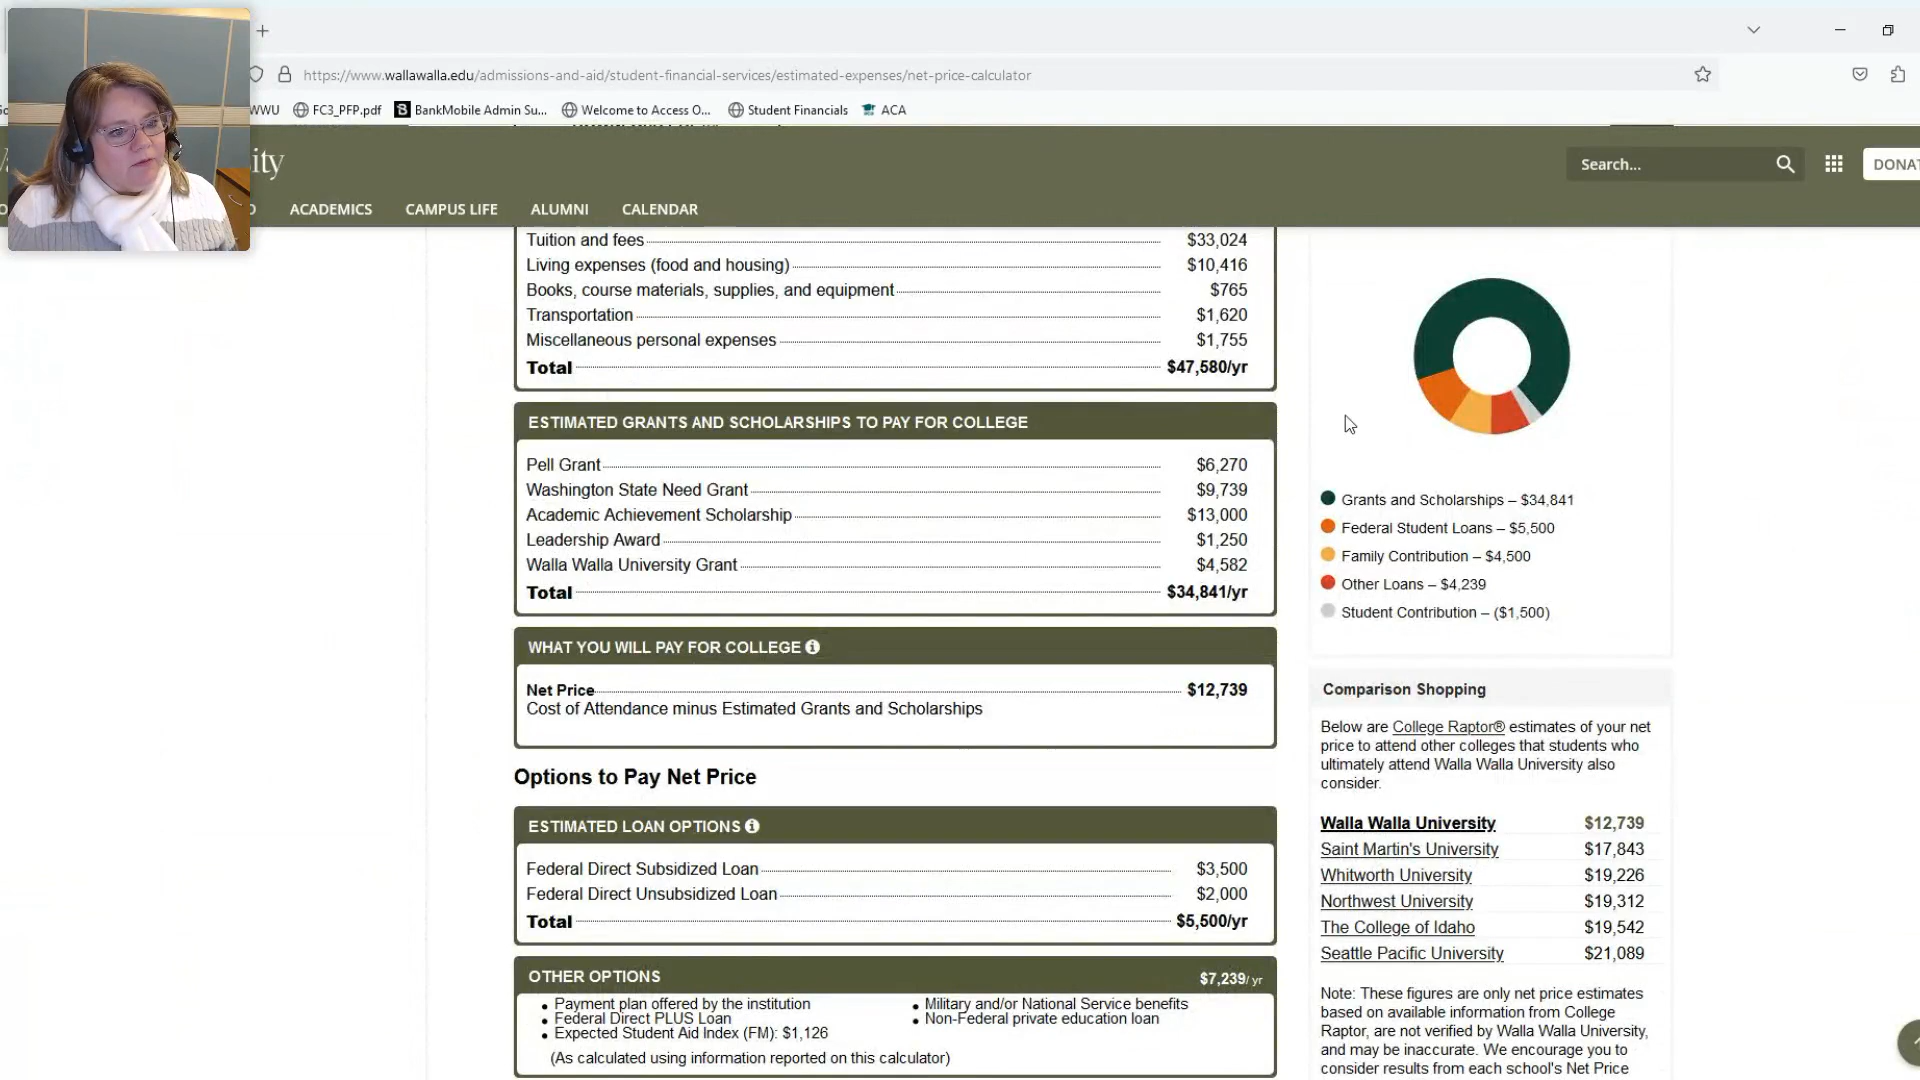 https://www.wallawalla.edu/admissions-and-aid/student-financial-services/estimated-expenses/net-price-calculator
WWU FC3_PFP.pdf BankMobile Admin Su... Welcome to Access O... Student Financials ACA
ity
Search...
DONAT
ACADEMICS CAMPUS LIFE ALUMNI CALENDAR
Tuition and fees $33,024
Living expenses (food and housing) $10,416
Books, course materials, supplies, and equipment $765
Transportation $1,620
Miscellaneous personal expenses $1,755
Total $47,580/yr
ESTIMATED GRANTS AND SCHOLARSHIPS TO PAY FOR COLLEGE
Pell Grant $6,270
Washington State Need Grant $9,739
Academic Achievement Scholarship $13,000
Leadership Award $1,250
Walla Walla University Grant $4,582
Total $34,841/yr
WHAT YOU WILL PAY FOR COLLEGE
Net Price $12,739
Cost of Attendance minus Estimated Grants and Scholarships
Options to Pay Net Price
ESTIMATED LOAN OPTIONS
Federal Direct Subsidized Loan $3,500
Federal Direct Unsubsidized Loan $2,000
Total $5,500/yr
OTHER OPTIONS $7,239/ yr
• Payment plan offered by the institution
• Federal Direct PLUS Loan
• Expected Student Aid Index (FM): $1,126
(As calculated using information reported on this calculator)
• Military and/or National Service benefits
• Non-Federal private education loan
Grants and Scholarships – $34,841
Federal Student Loans – $5,500
Family Contribution – $4,500
Other Loans – $4,239
Student Contribution – ($1,500)
Comparison Shopping
Below are College Raptor® estimates of your net
price to attend other colleges that students who
ultimately attend Walla Walla University also
consider.
Walla Walla University $12,739
Saint Martin's University $17,843
Whitworth University $19,226
Northwest University $19,312
The College of Idaho $19,542
Seattle Pacific University $21,089
Note: These figures are only net price estimates
based on available information from College
Raptor, are not verified by Walla Walla University,
and may be inaccurate. We encourage you to
consider results from each school's Net Price